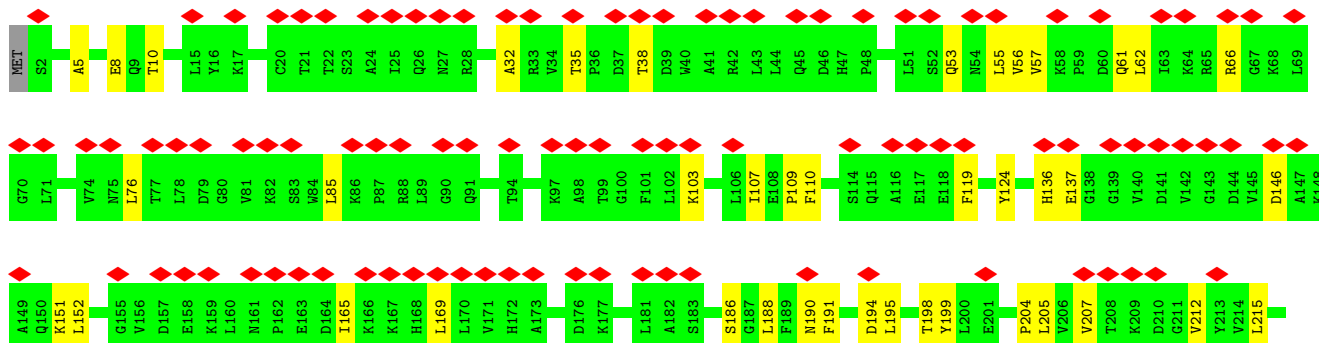 MET S2 A5 E8 Q9 T10 L15 Y16 K17 C20 T21 T22 S23 A24 I25 Q26 N27 R28 A32 R33 V34 T35 P36 D37 T38 D39 W40 A41 R42 L43 L44 Q45 D46 H47 P48 L51 S52 Q53 N54 L55 V56 V57 K58 P59 D60 Q61 L62 I63 K64 R65 R66 G67 K68 L69
G70 L71 V74 N75 L76 T77 L78 D79 G80 V81 K82 S83 W84 L85 K86 P87 R88 L89 G90 Q91 T94 K97 A98 T99 G100 F101 L102 K103 L106 I107 E108 P109 F110 S114 Q115 A116 E117 E118 F119 Y124 H136 E137 G138 G139 V140 D141 V142 G143 D144 V145 D146 A147 K148
A149 Q150 K151 L152 G155 V156 D157 E158 K159 L160 N161 P162 E163 D164 I165 K166 K167 H168 L169 L170 V171 H172 A173 D176 K177 L181 A182 S183 S186 G187 L188 F189 N190 F191 D194 L195 T198 Y199 L200 E201 P204 L205 V206 V207 T208 K209 D210 G211 V212 Y213 V214 L215